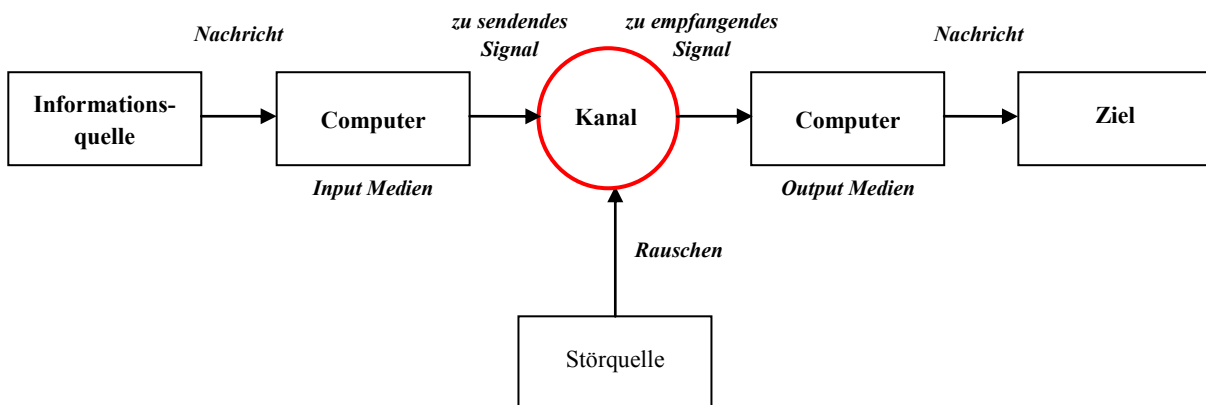 Nachricht
zu sendendes
Signal
zu empfangendes
Signal
Nachricht
Informations-
quelle
Computer
Kanal
Computer
Ziel
Input Medien
Output Medien
Rauschen
Störquelle